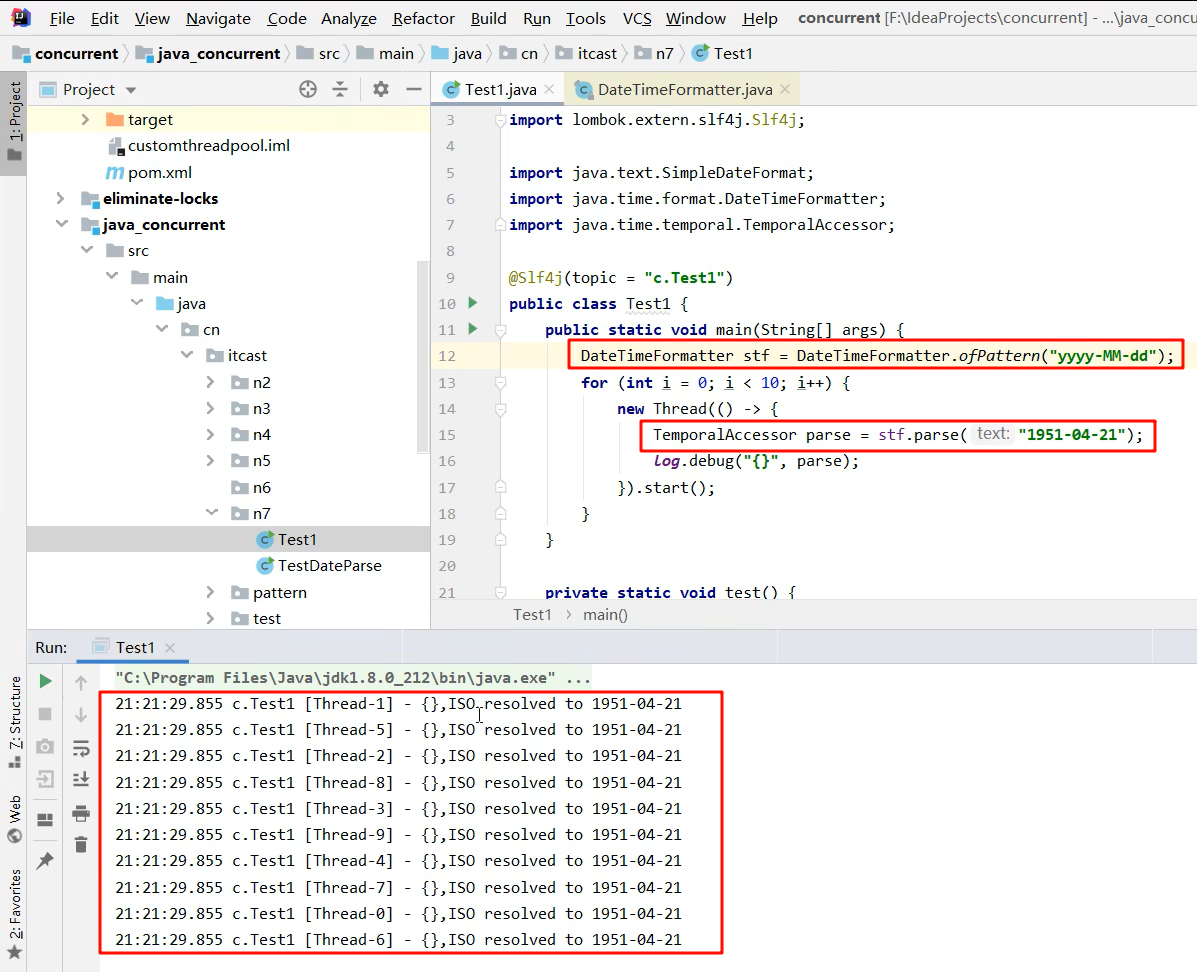 File Edit View Navigate Code Analyze Refactor Build Run Tools VCS Window Help concurrent [F:\IdeaProjects\concurrent] - ...\java_concu
concurrent java_concurrent src main java cn itcast n7 Test1
1: Project
Project
Test1.java DateTimeFormatter.java
target
customthreadpool.iml
pom.xml
eliminate-locks
java_concurrent
src
main
java
cn
itcast
n2
n3
n4
n5
n6
n7
Test1
TestDateParse
pattern
test
3 import lombok.extern.slf4j.Slf4j;
4
5 import java.text.SimpleDateFormat;
6 import java.time.format.DateTimeFormatter;
7 import java.time.temporal.TemporalAccessor;
8
9 @Slf4j(topic = "c.Test1")
10 public class Test1 {
11 public static void main(String[] args) {
12 DateTimeFormatter stf = DateTimeFormatter.ofPattern("yyyy-MM-dd");
13 for (int i = 0; i < 10; i++) {
14 new Thread(() -> {
15 TemporalAccessor parse = stf.parse( text: "1951-04-21");
16 log.debug("{}", parse);
17 }).start();
18 }
19 }
20
21 private static void test() {
Test1 > main()
Run: Test1
7: Structure
Web
2: Favorites
"C:\Program Files\Java\jdk1.8.0_212\bin\java.exe" ...
21:21:29.855 c.Test1 [Thread-1] - {},ISO resolved to 1951-04-21
21:21:29.855 c.Test1 [Thread-5] - {},ISO resolved to 1951-04-21
21:21:29.855 c.Test1 [Thread-2] - {},ISO resolved to 1951-04-21
21:21:29.855 c.Test1 [Thread-8] - {},ISO resolved to 1951-04-21
21:21:29.855 c.Test1 [Thread-3] - {},ISO resolved to 1951-04-21
21:21:29.855 c.Test1 [Thread-9] - {},ISO resolved to 1951-04-21
21:21:29.855 c.Test1 [Thread-4] - {},ISO resolved to 1951-04-21
21:21:29.855 c.Test1 [Thread-7] - {},ISO resolved to 1951-04-21
21:21:29.855 c.Test1 [Thread-0] - {},ISO resolved to 1951-04-21
21:21:29.855 c.Test1 [Thread-6] - {},ISO resolved to 1951-04-21